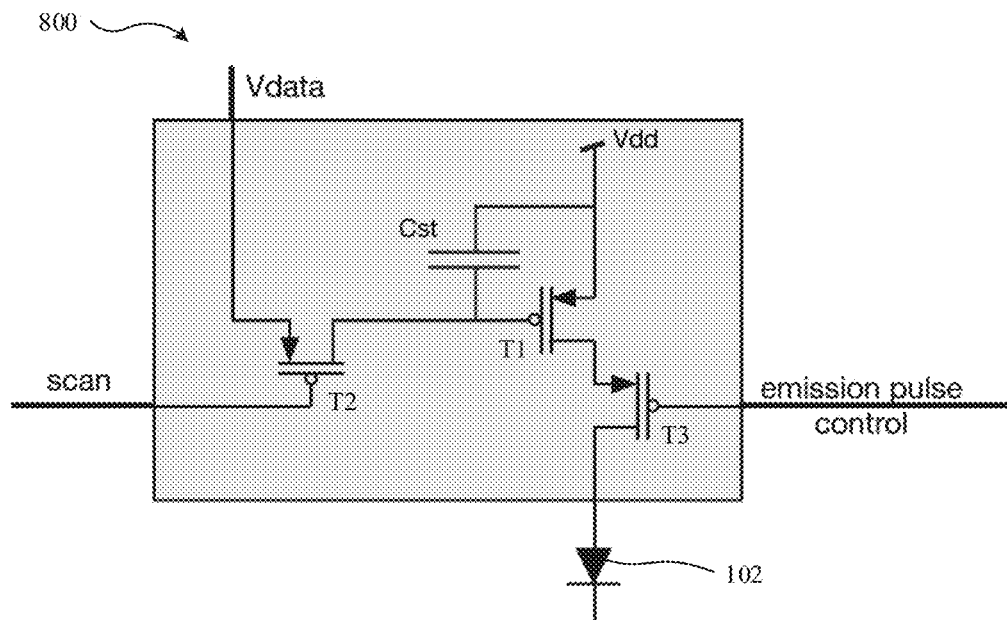 800
Vdata
Vdd
Cst
T1
scan
T2
emission pulse
control
T3
102